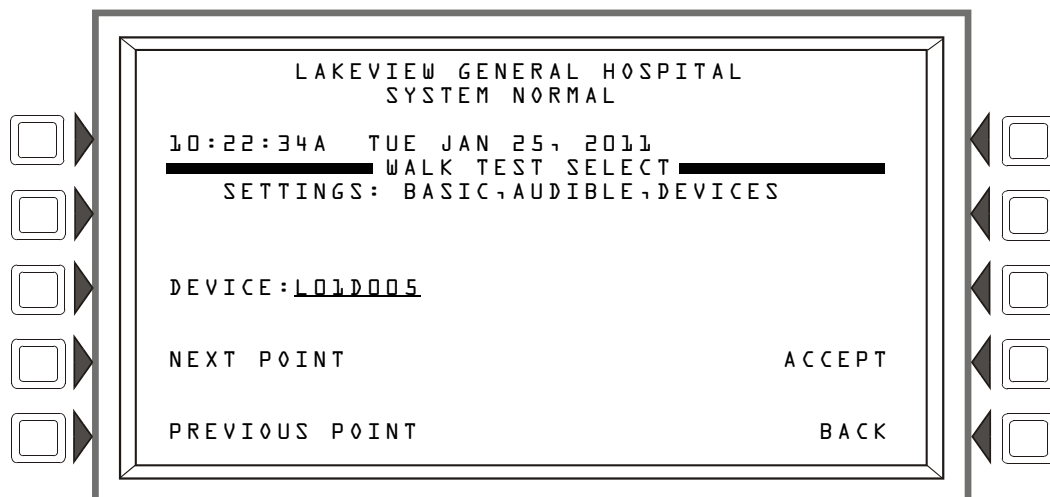 LAKEVIEW GENERAL HOSPITAL
SYSTEM NORMAL
10:22:34A TUE JAN 25, 2011
WALK TEST SELECT
SETTINGS: BASIC,AUDIBLE,DEVICES
DEVICE:L01D005
NEXT POINT ACCEPT
PREVIOUS POINT BACK